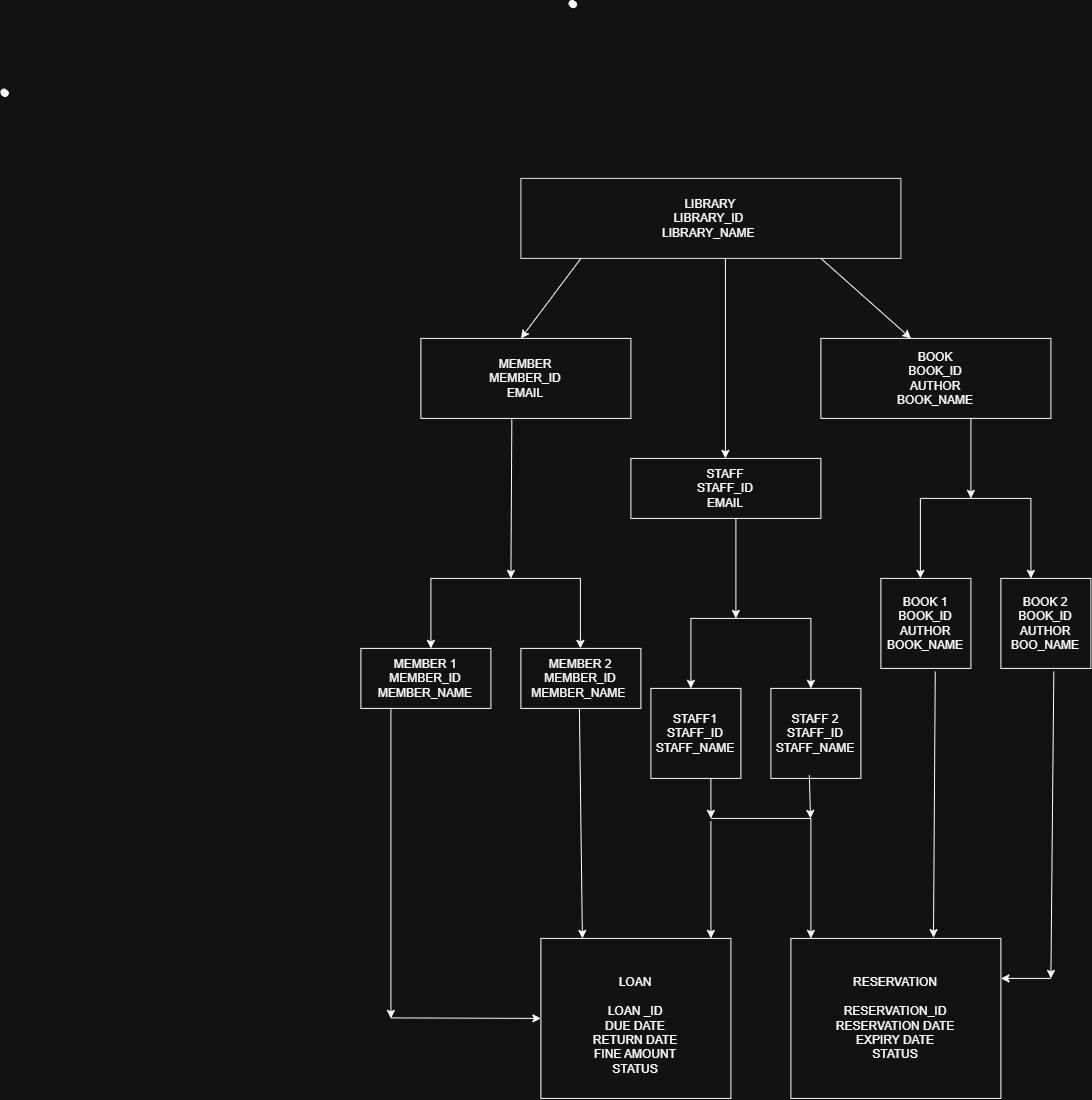 LIBRARY
LIBRARY_ID
LIBRARY_NAME
MEMBER
MEMBER_ID
EMAIL
BOOK
BOOK_ID
AUTHOR
BOOK_NAME
STAFF
STAFF_ID
EMAIL
BOOK 1
BOOK_ID
AUTHOR
BOOK_NAME
BOOK 2
BOOK_ID
AUTHOR
BOO_NAME
MEMBER 1
MEMBER_ID
MEMBER_NAME
MEMBER 2
MEMBER_ID
MEMBER_NAME
STAFF1
STAFF_ID
STAFF_NAME
STAFF 2
STAFF_ID
STAFF_NAME
LOAN
LOAN _ID
DUE DATE
RETURN DATE
FINE AMOUNT
STATUS
RESERVATION
RESERVATION_ID
RESERVATION DATE
EXPIRY DATE
STATUS